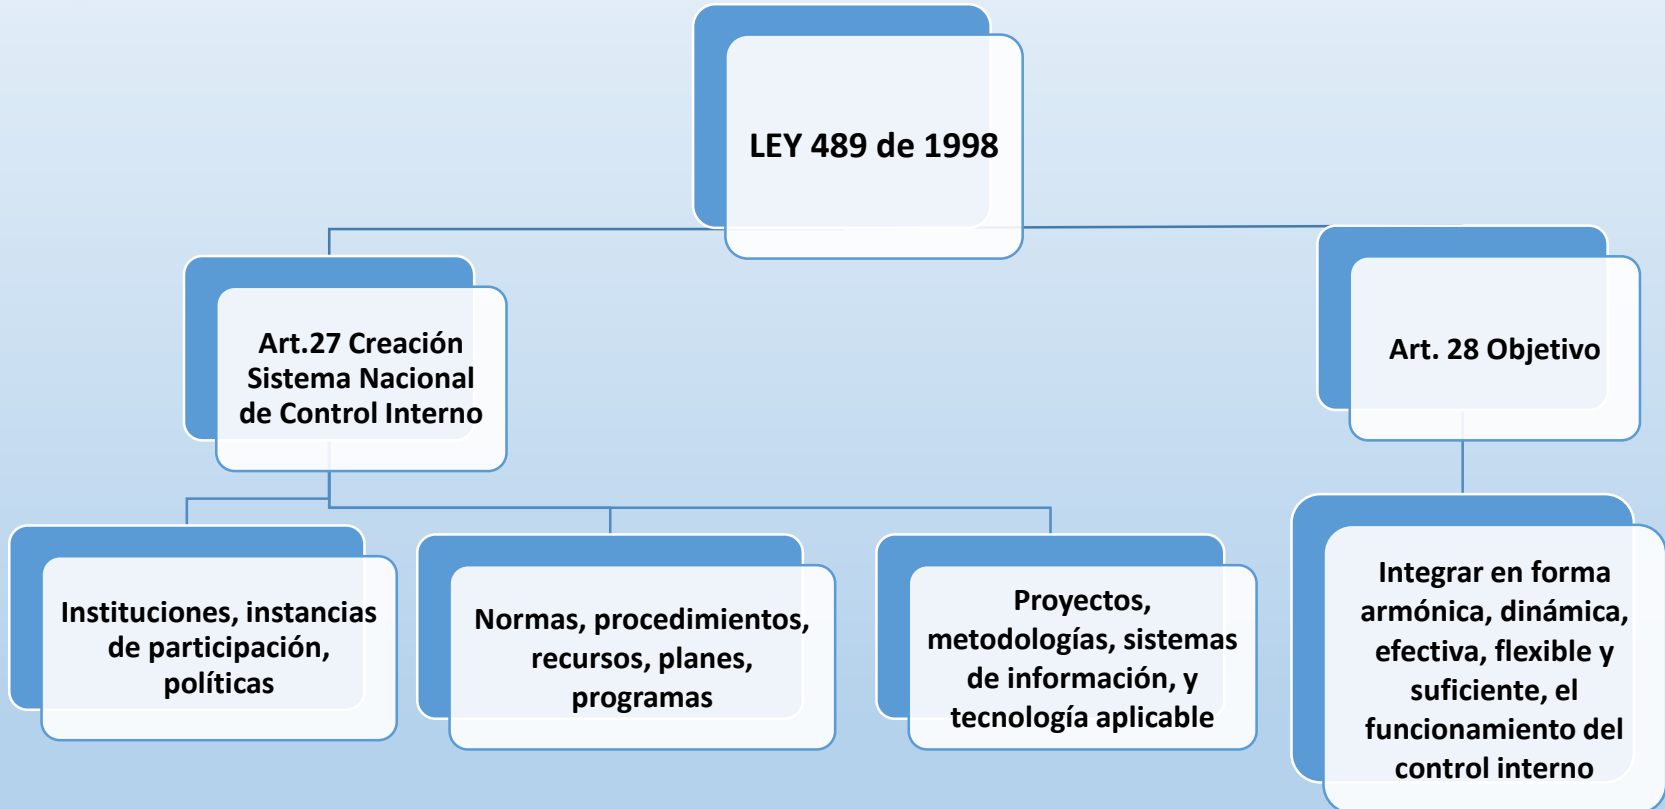 LEY 489 de 1998
Art.27 Creación
Sistema Nacional
de Control Interno
Art. 28 Objetivo
Instituciones, instancias
de participación,
políticas
Normas, procedimientos,
recursos, planes,
programas
Proyectos,
metodologías, sistemas
de información, y
tecnología aplicable
Integrar en forma
armónica, dinámica,
efectiva, flexible y
suficiente, el
funcionamiento del
control interno